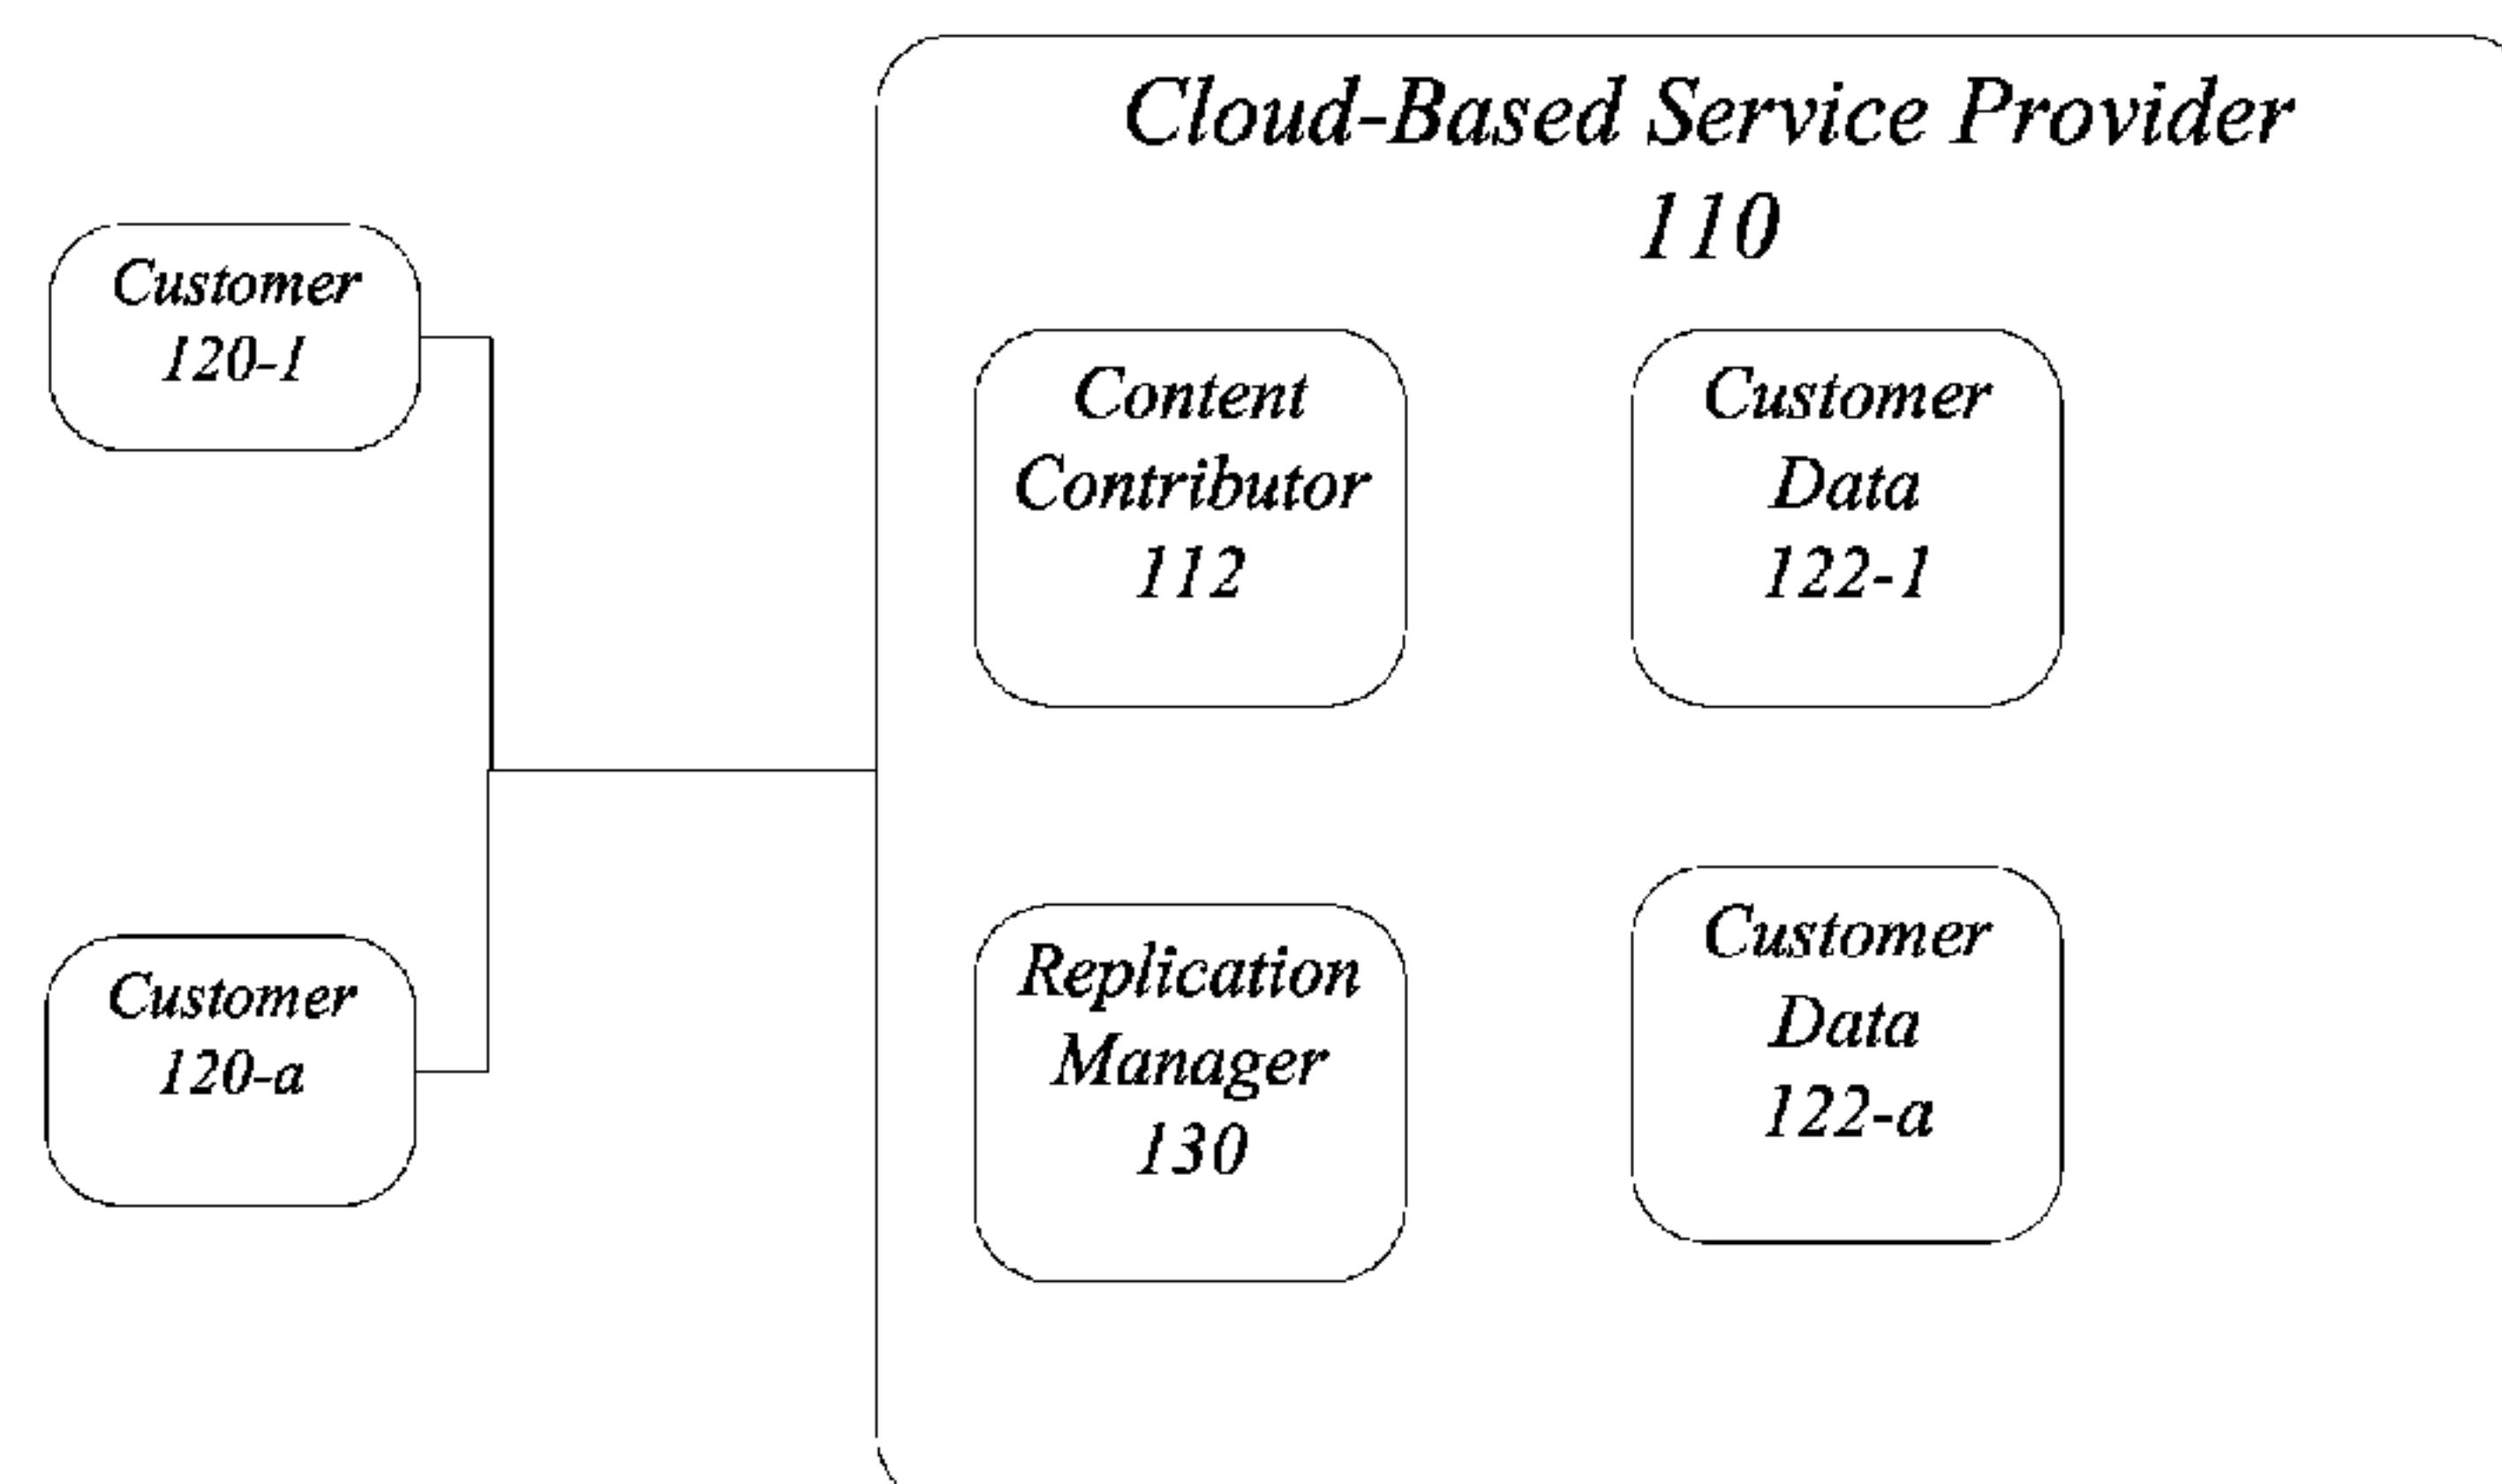 Cloud-Based Service Provider
110
Customer
120-1
Content
Contributor
112
Customer
Data
122-1
Customer
120-a
Replication
Manager
130
Customer
Data
122-a